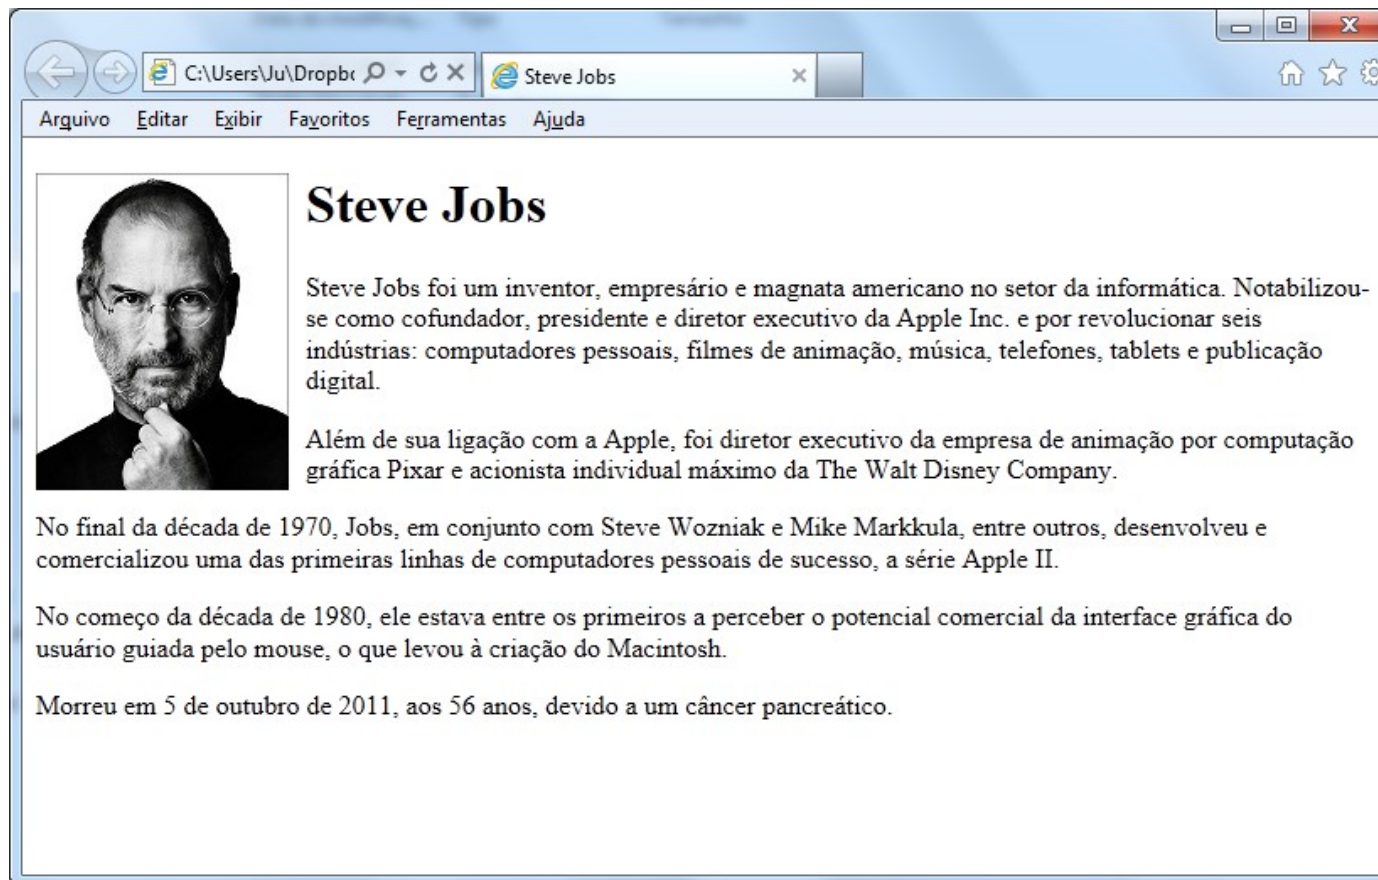 C:\Users\Ju\Dropbc
Steve Jobs
Arquivo Editar Exibir Favoritos Ferramentas Ajuda
Steve Jobs
Steve Jobs foi um inventor, empresário e magnata americano no setor da informática. Notabilizou-
se como cofundador, presidente e diretor executivo da Apple Inc. e por revolucionar seis
indústrias: computadores pessoais, filmes de animação, música, telefones, tablets e publicação
digital.
Além de sua ligação com a Apple, foi diretor executivo da empresa de animação por computação
gráfica Pixar e acionista individual máximo da The Walt Disney Company.
No final da década de 1970, Jobs, em conjunto com Steve Wozniak e Mike Markkula, entre outros, desenvolveu e
comercializou uma das primeiras linhas de computadores pessoais de sucesso, a série Apple II.
No começo da década de 1980, ele estava entre os primeiros a perceber o potencial comercial da interface gráfica do
usuário guiada pelo mouse, o que levou à criação do Macintosh.
Morreu em 5 de outubro de 2011, aos 56 anos, devido a um câncer pancreático.